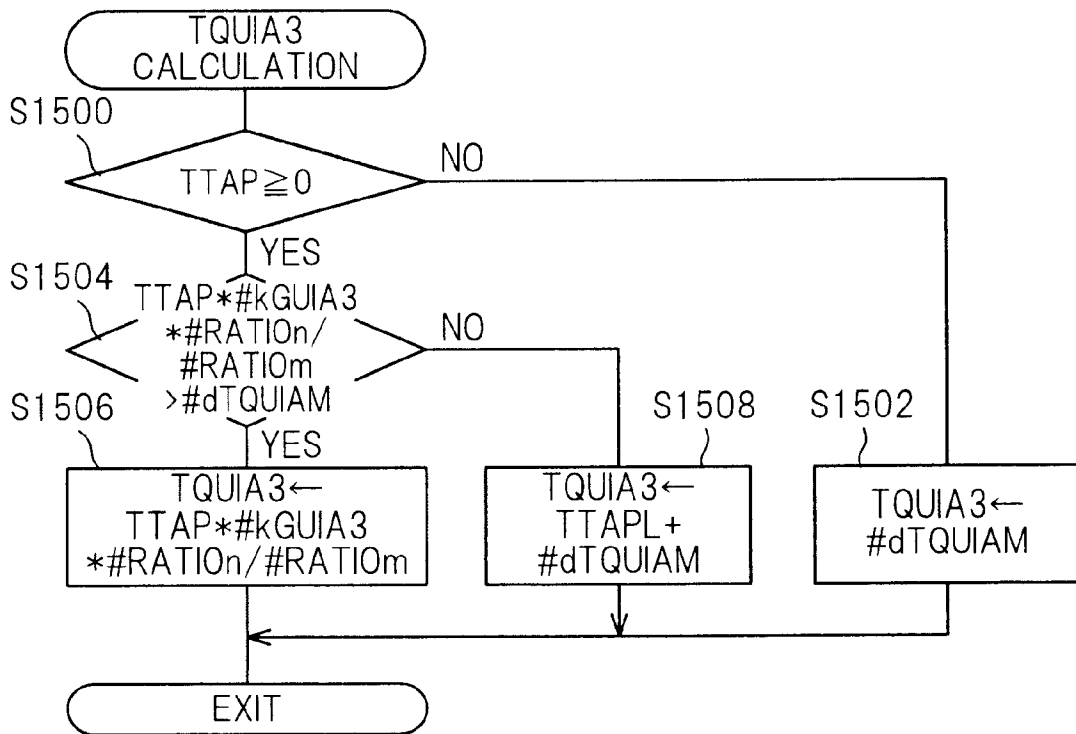 TQUIA3
CALCULATION
S1500
TTAP≧0
NO
YES
S1504
TTAP*#kGUIA3
*#RATIOn/
#RATIOm
>#dTQUIAM
NO
YES
S1506
TQUIA3←
TTAP*#kGUIA3
*#RATIOn/#RATIOm
S1508
TQUIA3←
TTAPL+
#dTQUIAM
S1502
TQUIA3←
#dTQUIAM
EXIT